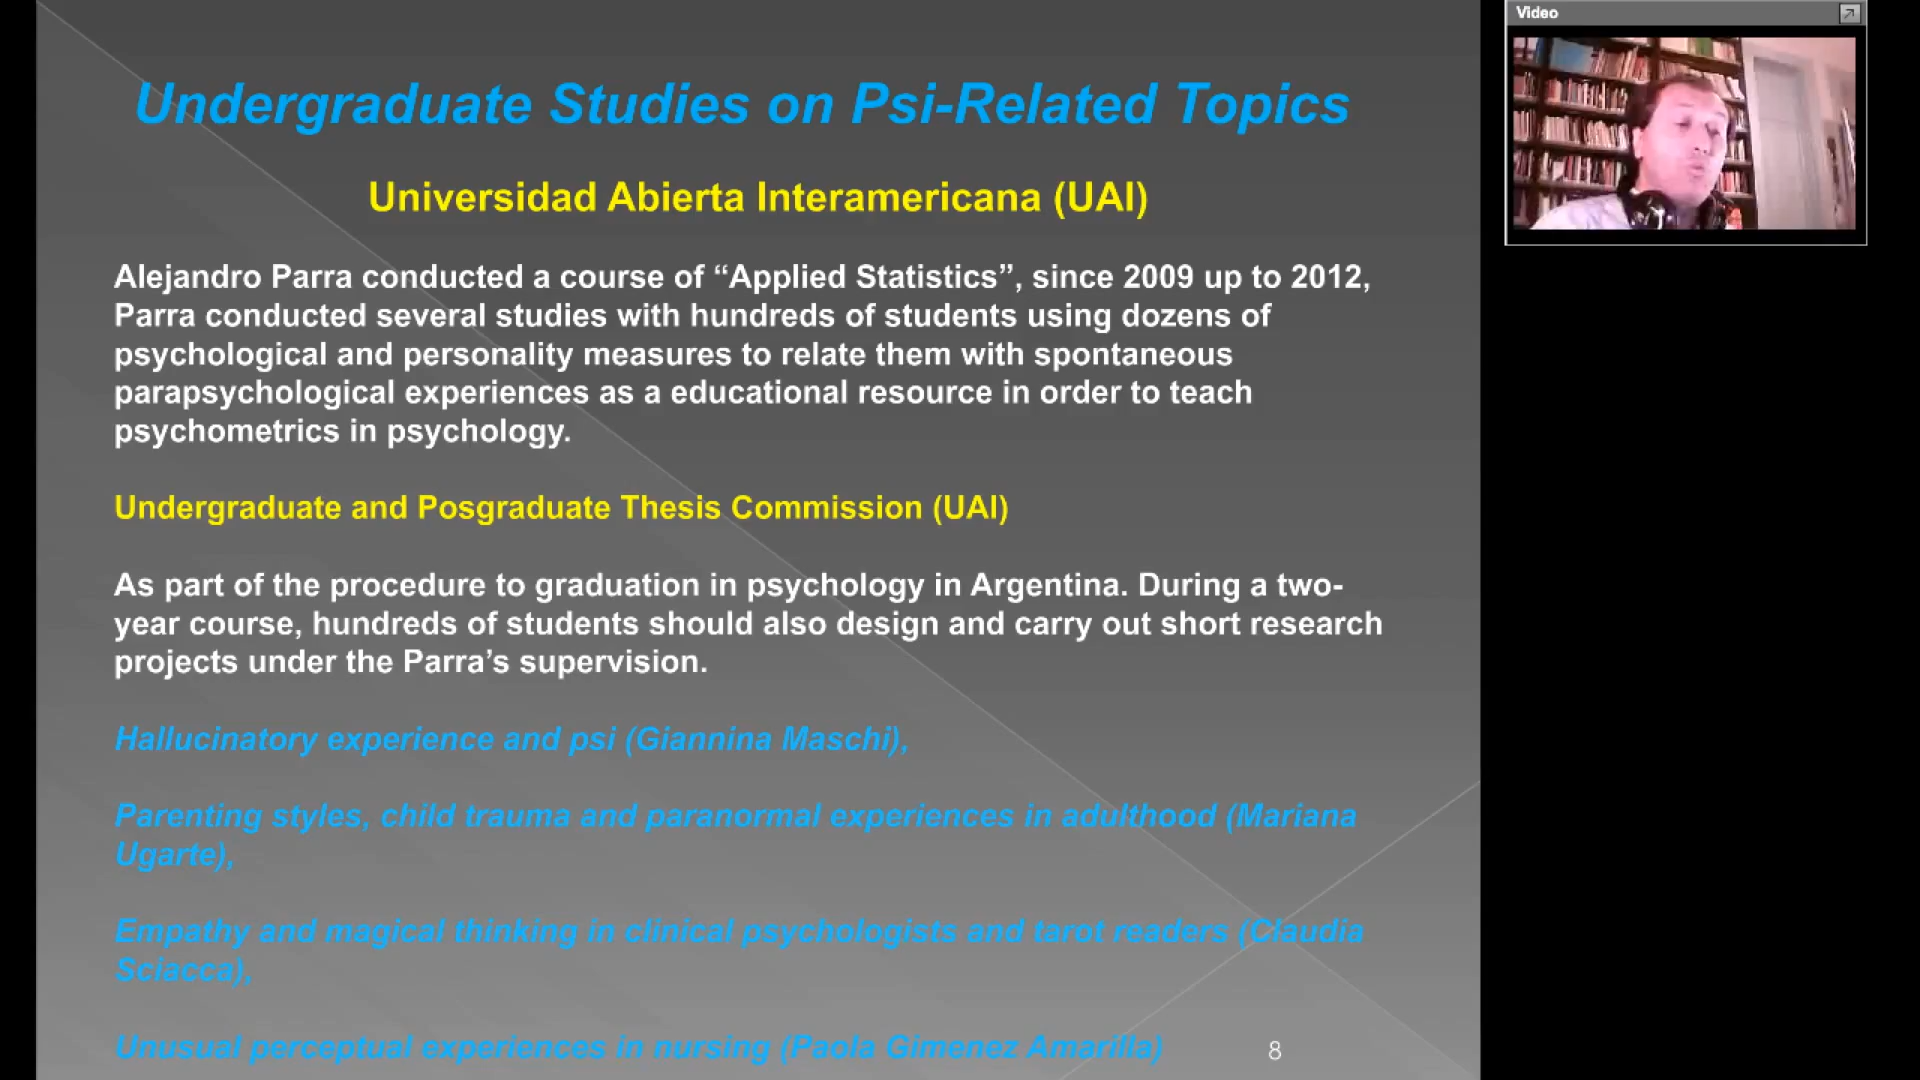 Undergraduate Studies on Psi-Related Topics
Video
Universidad Abierta Interamericana (UAI)
Alejandro Parra conducted a course of “Applied Statistics”, since 2009 up to 2012,
Parra conducted several studies with hundreds of students using dozens of
psychological and personality measures to relate them with spontaneous
parapsychological experiences as a educational resource in order to teach
psychometrics in psychology.
Undergraduate and Posgraduate Thesis Commission (UAI)
As part of the procedure to graduation in psychology in Argentina. During a two-
year course, hundreds of students should also design and carry out short research
projects under the Parra’s supervision.
Hallucinatory experience and psi (Giannina Maschi),
Parenting styles, child trauma and paranormal experiences in adulthood (Mariana
Ugarte),
Empathy and magical thinking in clinical psychologists and tarot readers (Claudia
Sciacca),
Unusual perceptual experiences in nursing (Paola Gimenez Amarilla)
8